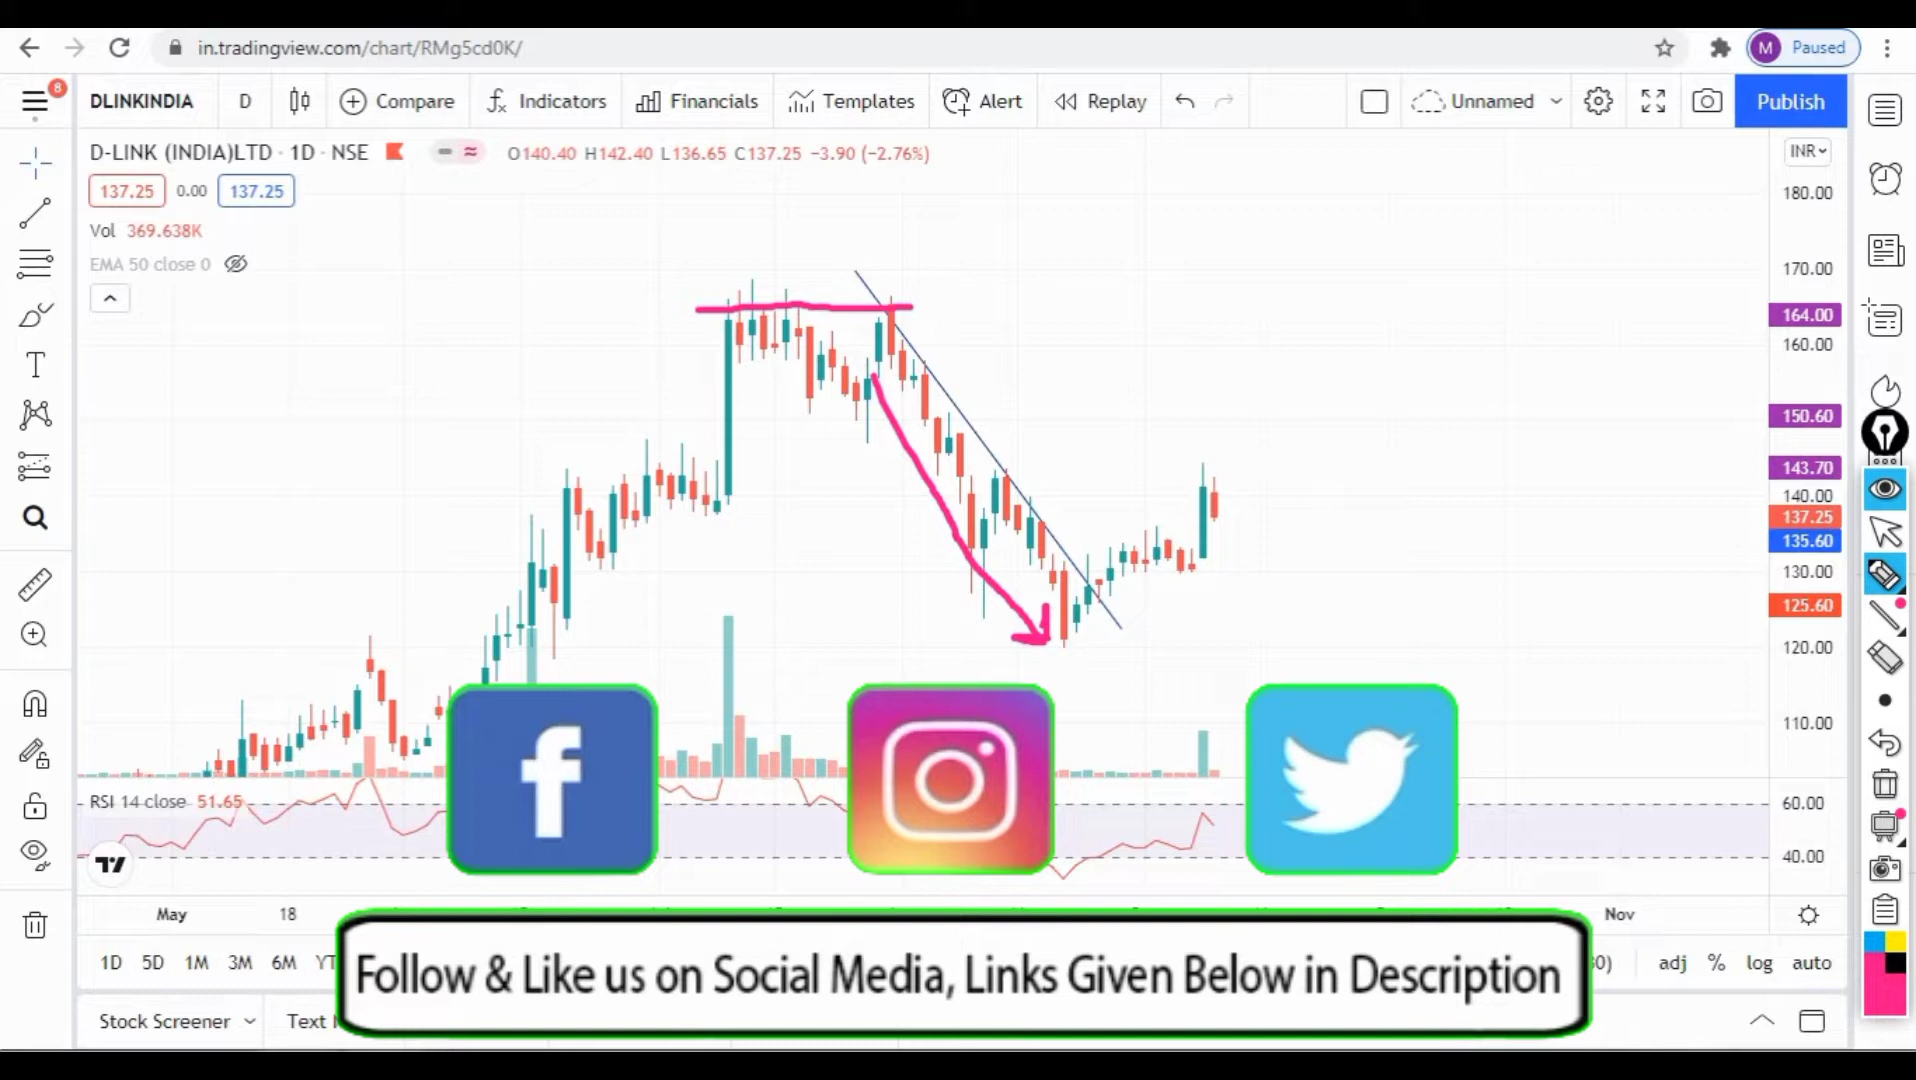 in.tradingview.com/chart/RMg5cd0K/
M Paused
8
DLINKINDIA D Compare Indicators Financials Templates Alert Replay Unnamed Publish
D-LINK (INDIA)LTD · 1D · NSE O140.40 H142.40 L136.65 C137.25 −3.90 (−2.76%)
INR
137.25 0.00 137.25
Vol 369.638K
EMA 50 close 0
180.00
170.00
164.00
160.00
150.60
143.70
140.00
137.25
135.60
130.00
125.60
120.00
110.00
RSI 14 close 51.65
60.00
40.00
May 18 Nov
1D 5D 1M 3M 6M
adj % log auto
Follow & Like us on Social Media, Links Given Below in Description
Stock Screener Text